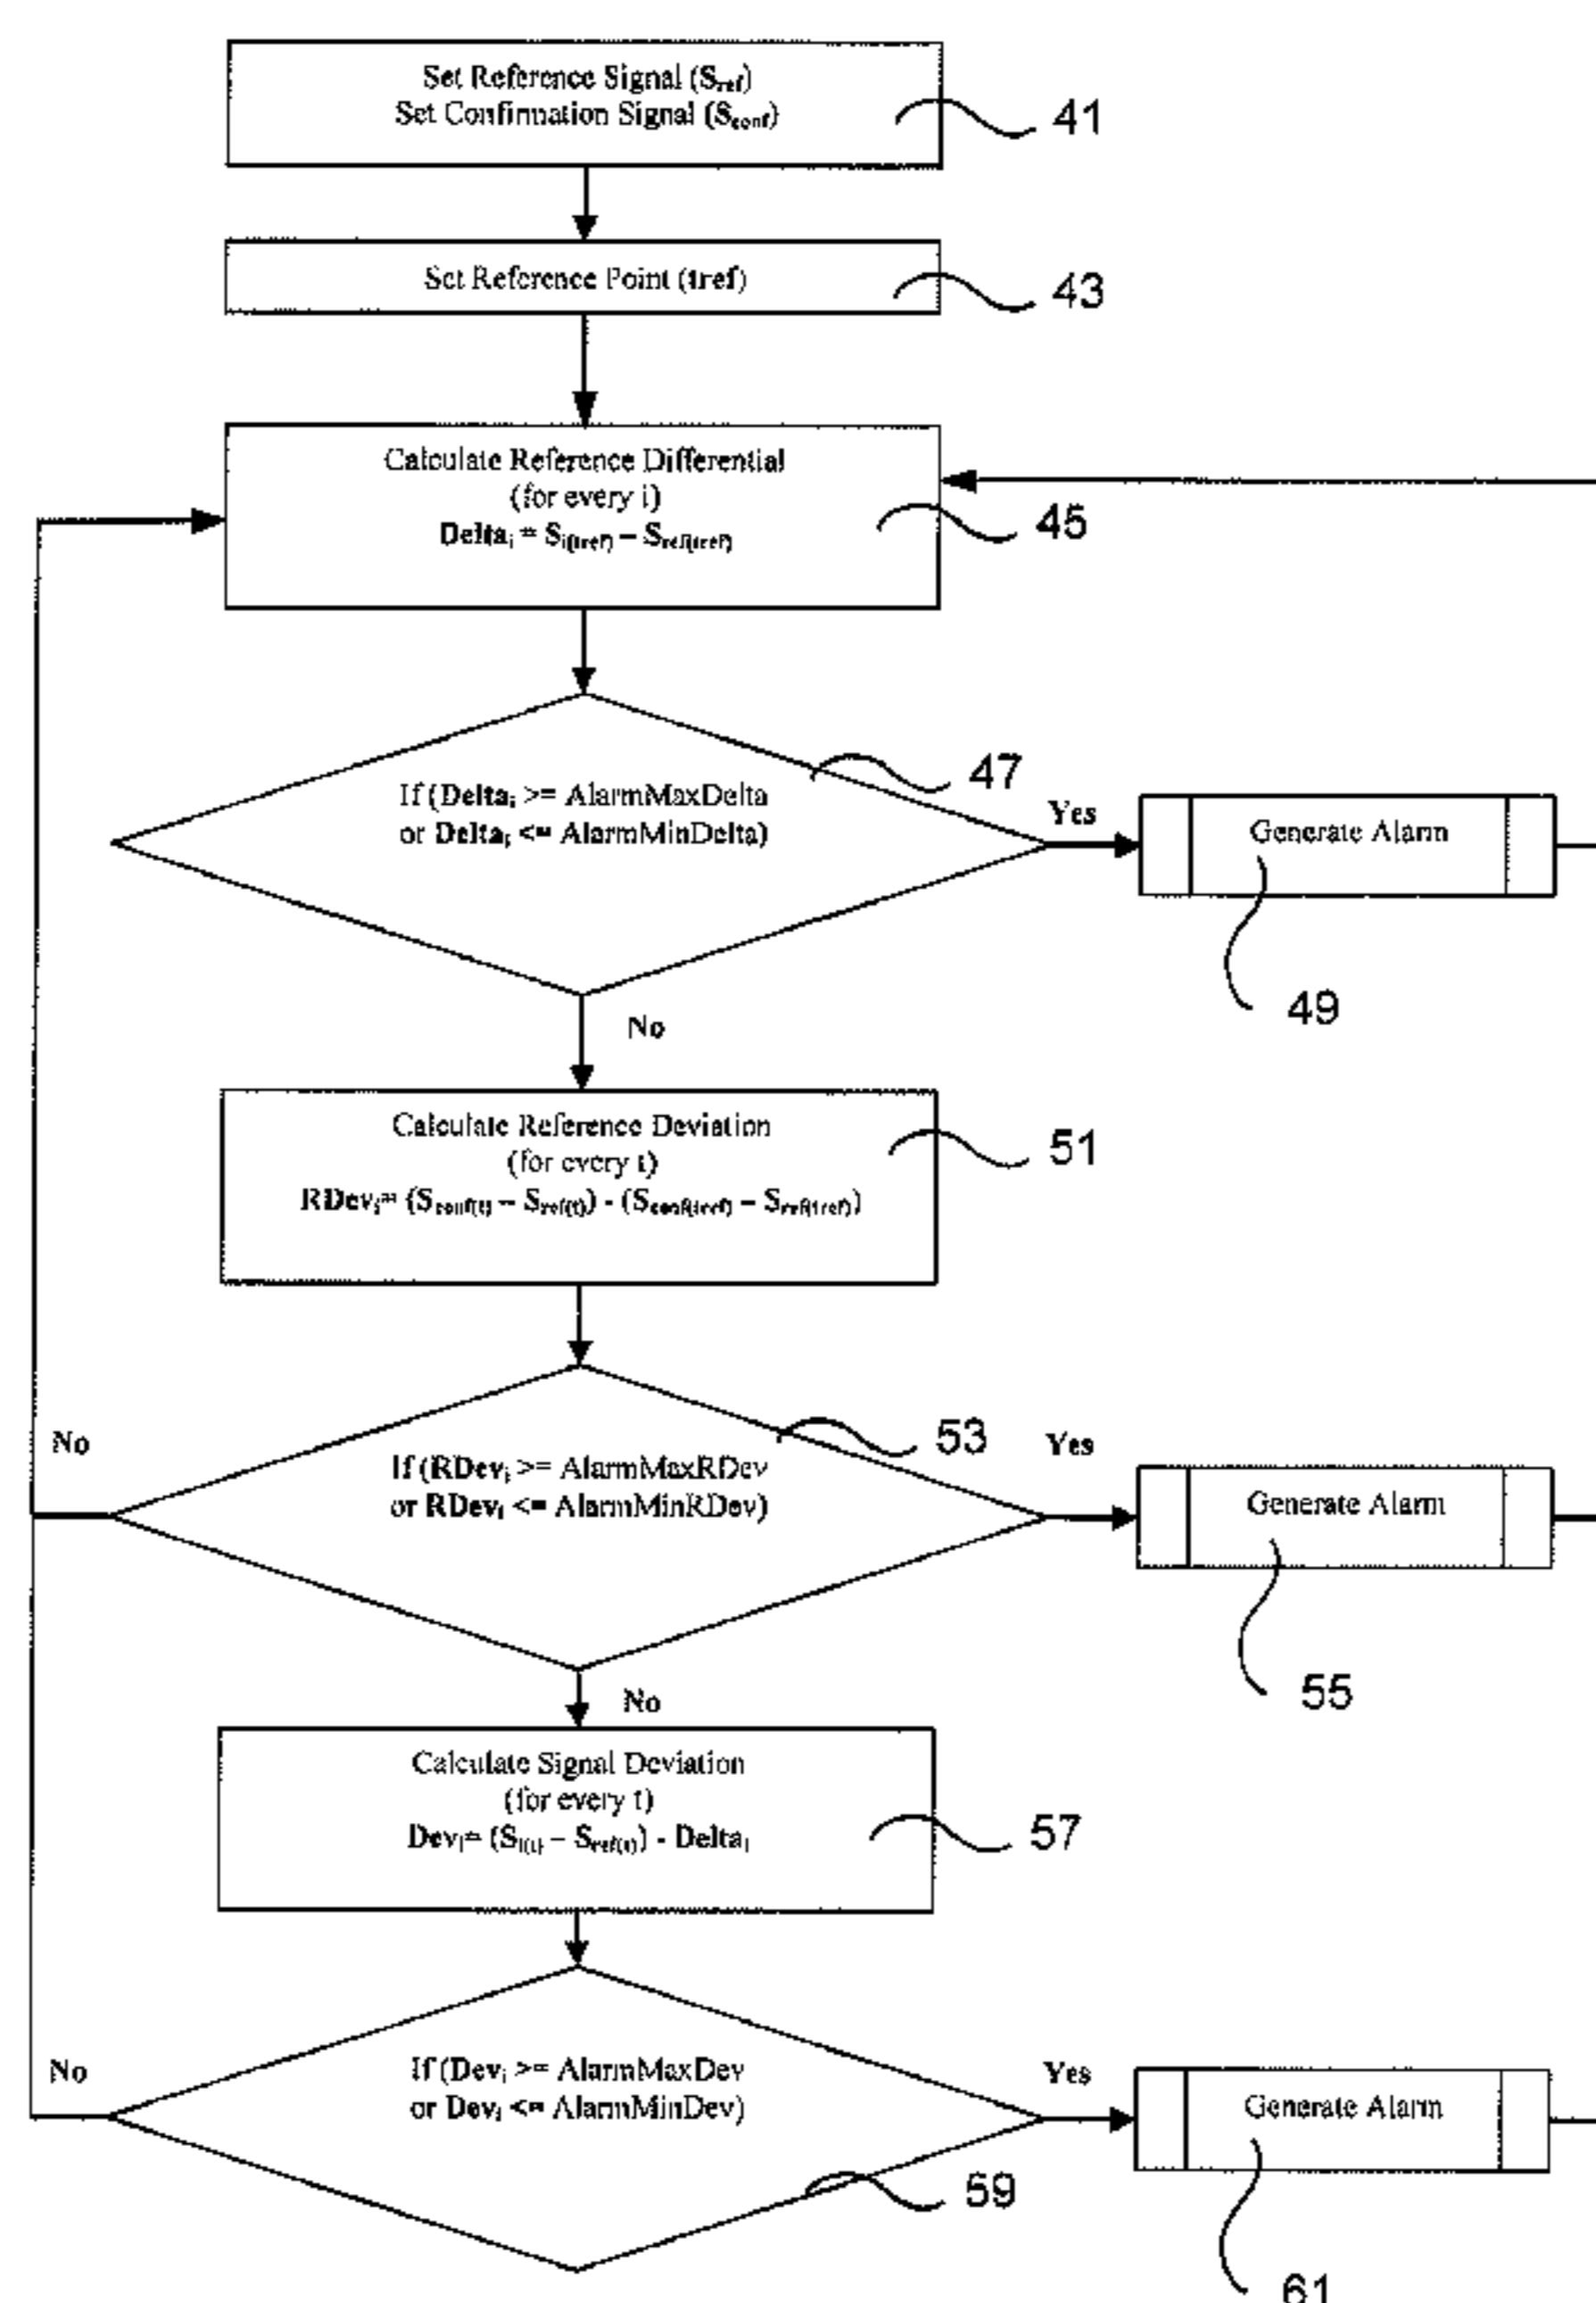 Set Reference Signal (Sref)
Set Confirmation Signal (Sconf)
41
Set Reference Point (tref)
43
Calculate Reference Differential
(for every i)
Deltai = Si(tref) – Sref(tref)
45
If (Deltai >= AlarmMaxDelta
or Deltai <= AlarmMinDelta)
47
Yes
Generate Alarm
49
No
Calculate Reference Deviation
(for every t)
RDevi= (Sconf(t) – Sref(t)) - (Sconf(tref) – Sref(tref))
51
No
If (RDevi >= AlarmMaxRDev
or RDevi <= AlarmMinRDev)
53
Yes
Generate Alarm
55
No
Calculate Signal Deviation
(for every t)
Devi= (Si(t) – Sref(t)) - Deltai
57
No
If (Devi >= AlarmMaxDev
or Devi <= AlarmMinDev)
59
Yes
Generate Alarm
61